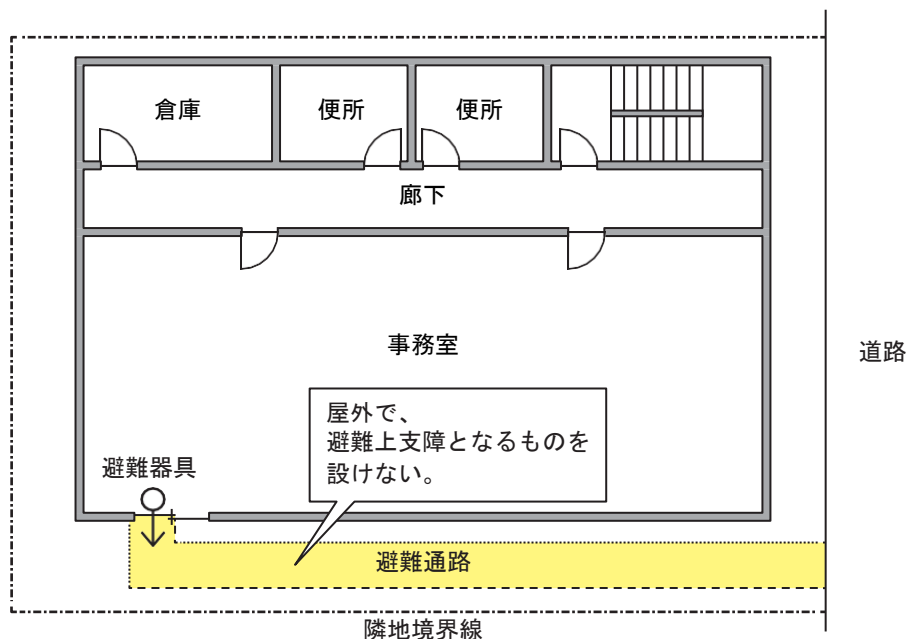 倉庫
便所
便所
廊下
事務室
道路
屋外で、
避難上支障となるものを
設けない。
避難器具
避難通路
隣地境界線